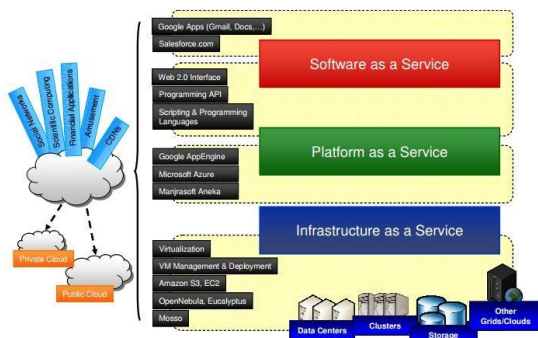 Social Networks
Scientific Computing
Financial Applications
Amusement
CDNs
Private Cloud
Public Cloud
Google Apps (Gmail, Docs,…)
Salesforce.com
Software as a Service
Web 2.0 Interface
Programming API
Scripting & Programming
Languages
Platform as a Service
Google AppEngine
Microsoft Azure
Manjrasoft Aneka
Infrastructure as a Service
Virtualization
VM Management & Deployment
Amazon S3, EC2
OpenNebula, Eucalyptus
Mosso
Data Centers
Clusters
Storage
Other
Grids/Clouds